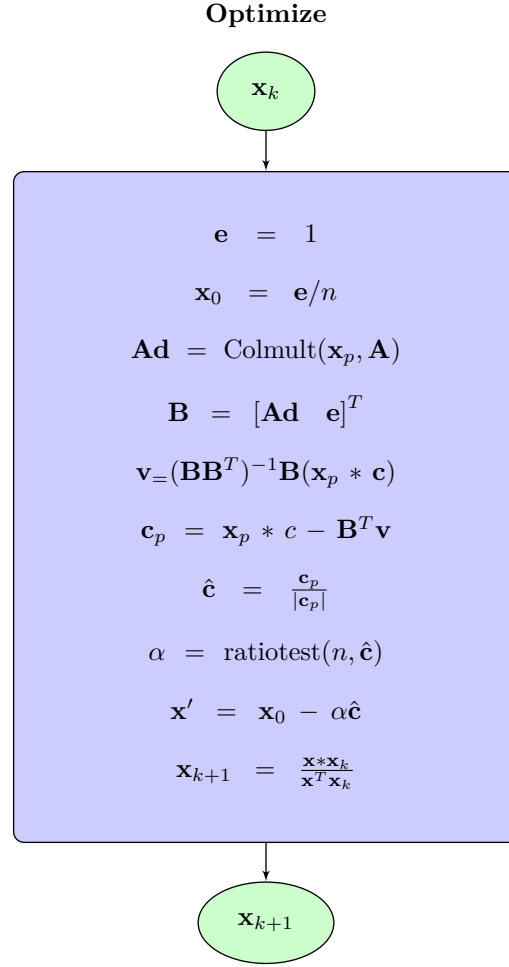 Optimize
x_k
e = 1
x_0 = e/n
Ad = Colmult(x_p, A)
B = [Ad e]^T
v_=(BB^T)^{-1}B(x_p * c)
c_p = x_p * c − B^T v
ĉ = c_p / |c_p|
α = ratiotest(n, ĉ)
x′ = x_0 − αĉ
x_{k+1} = x*x_k / x^T x_k
x_{k+1}